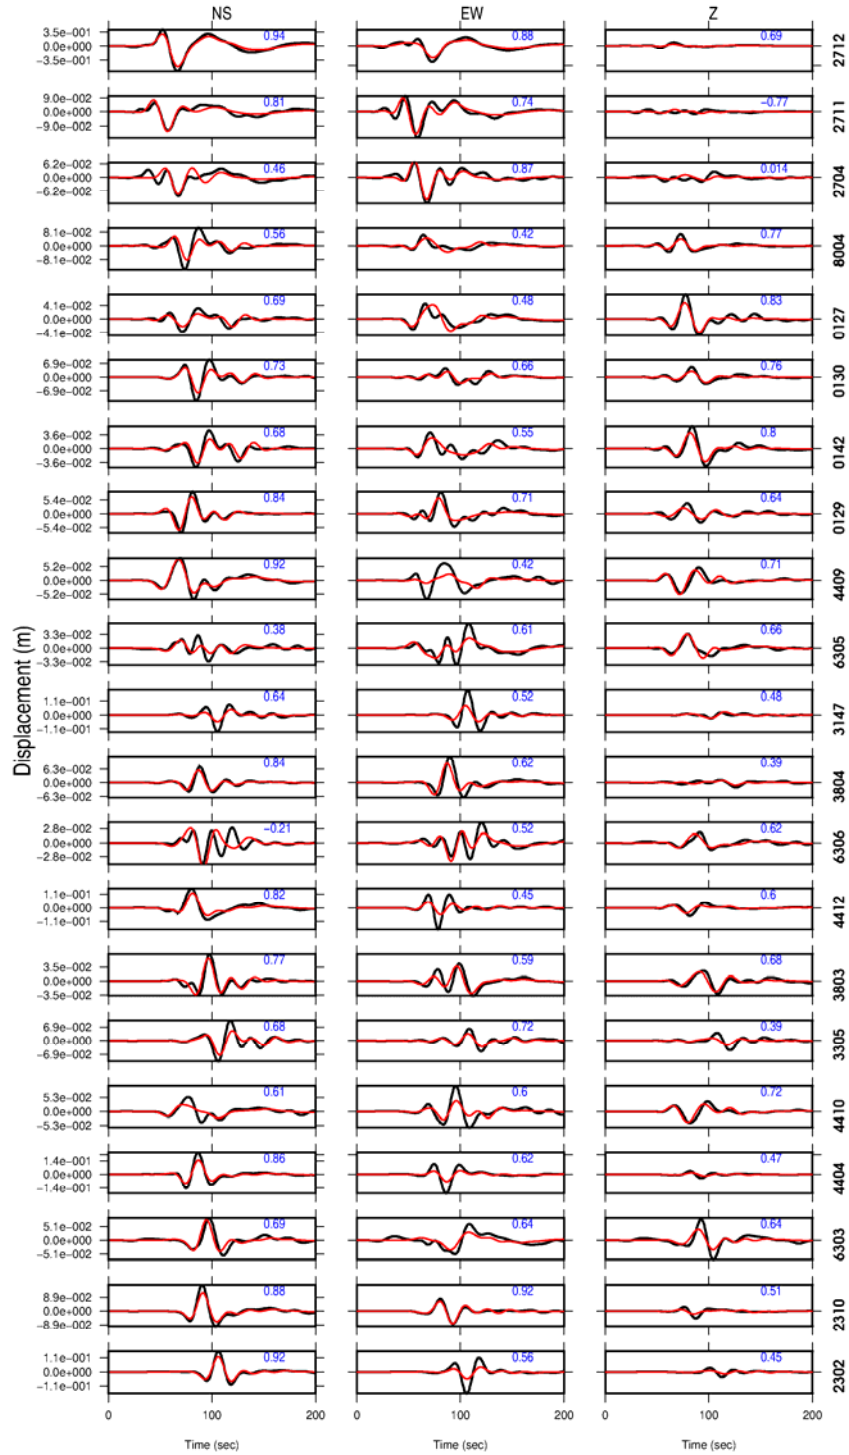 NS EW Z
3.5e−001 0.94 0.88 0.69 2712
0.0e+000
−3.5e−001
9.0e−002 0.81 0.74 −0.77 2711
0.0e+000
−9.0e−002
6.2e−002 0.46 0.87 0.014 2704
0.0e+000
−6.2e−002
8.1e−002 0.56 0.42 0.77 8004
0.0e+000
−8.1e−002
4.1e−002 0.69 0.48 0.83 0127
0.0e+000
−4.1e−002
6.9e−002 0.73 0.66 0.76 0130
0.0e+000
−6.9e−002
3.6e−002 0.68 0.55 0.8 0142
0.0e+000
−3.6e−002
5.4e−002 0.84 0.71 0.64 0129
0.0e+000
−5.4e−002
5.2e−002 0.92 0.42 0.71 4409
0.0e+000
−5.2e−002
3.3e−002 0.38 0.61 0.66 6305
0.0e+000
−3.3e−002
Displacement (m)
1.1e−001 0.64 0.52 0.48 3147
0.0e+000
−1.1e−001
6.3e−002 0.84 0.62 0.39 3804
0.0e+000
−6.3e−002
2.8e−002 −0.21 0.52 0.62 6306
0.0e+000
−2.8e−002
1.1e−001 0.82 0.45 0.6 4412
0.0e+000
−1.1e−001
3.5e−002 0.77 0.59 0.68 3803
0.0e+000
−3.5e−002
6.9e−002 0.68 0.72 0.39 3305
0.0e+000
−6.9e−002
5.3e−002 0.61 0.6 0.72 4410
0.0e+000
−5.3e−002
1.4e−001 0.86 0.62 0.47 4404
0.0e+000
−1.4e−001
5.1e−002 0.69 0.64 0.64 6303
0.0e+000
−5.1e−002
8.9e−002 0.88 0.92 0.51 2310
0.0e+000
−8.9e−002
1.1e−001 0.92 0.56 0.45 2302
0.0e+000
−1.1e−001
0 100 200 0 100 200 0 100 200
Time (sec) Time (sec) Time (sec)